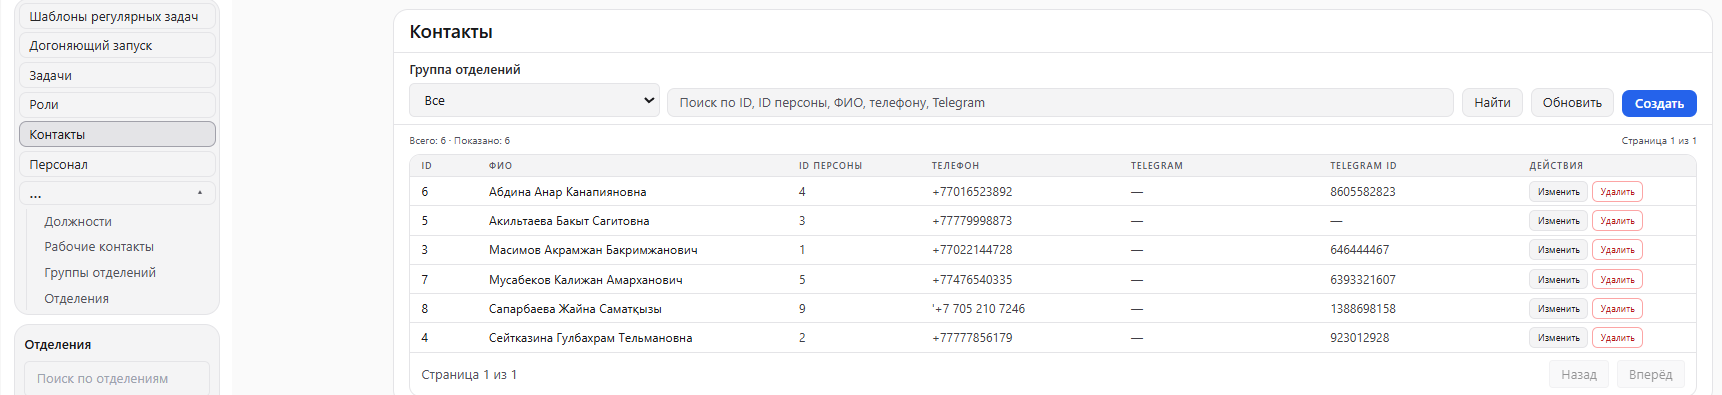 Шаблоны регулярных задач
Догоняющий запуск
Задачи
Роли
Контакты
Персонал
...
Должности
Рабочие контакты
Группы отделений
Отделения
Отделения
Поиск по отделениям
Контакты
Группа отделений
Все Поиск по ID, ID персоны, ФИО, телефону, Telegram Найти Обновить Создать
Всего: 6 · Показано: 6 Страница 1 из 1
ID ФИО ID ПЕРСОНЫ ТЕЛЕФОН TELEGRAM TELEGRAM ID ДЕЙСТВИЯ
6 Абдина Анар Канапияновна 4 +77016523892 — 8605582823 Изменить Удалить
5 Акильтаева Бакыт Сагитовна 3 +77779998873 — — Изменить Удалить
3 Масимов Акрамжан Бакримжанович 1 +77022144728 — 646444467 Изменить Удалить
7 Мусабеков Калижан Амарханович 5 +77476540335 — 6393321607 Изменить Удалить
8 Сапарбаева Жайна Саматқызы 9 '+7 705 210 7246 — 1388698158 Изменить Удалить
4 Сейтказина Гулбахрам Тельмановна 2 +77777856179 — 923012928 Изменить Удалить
Страница 1 из 1 Назад Вперёд